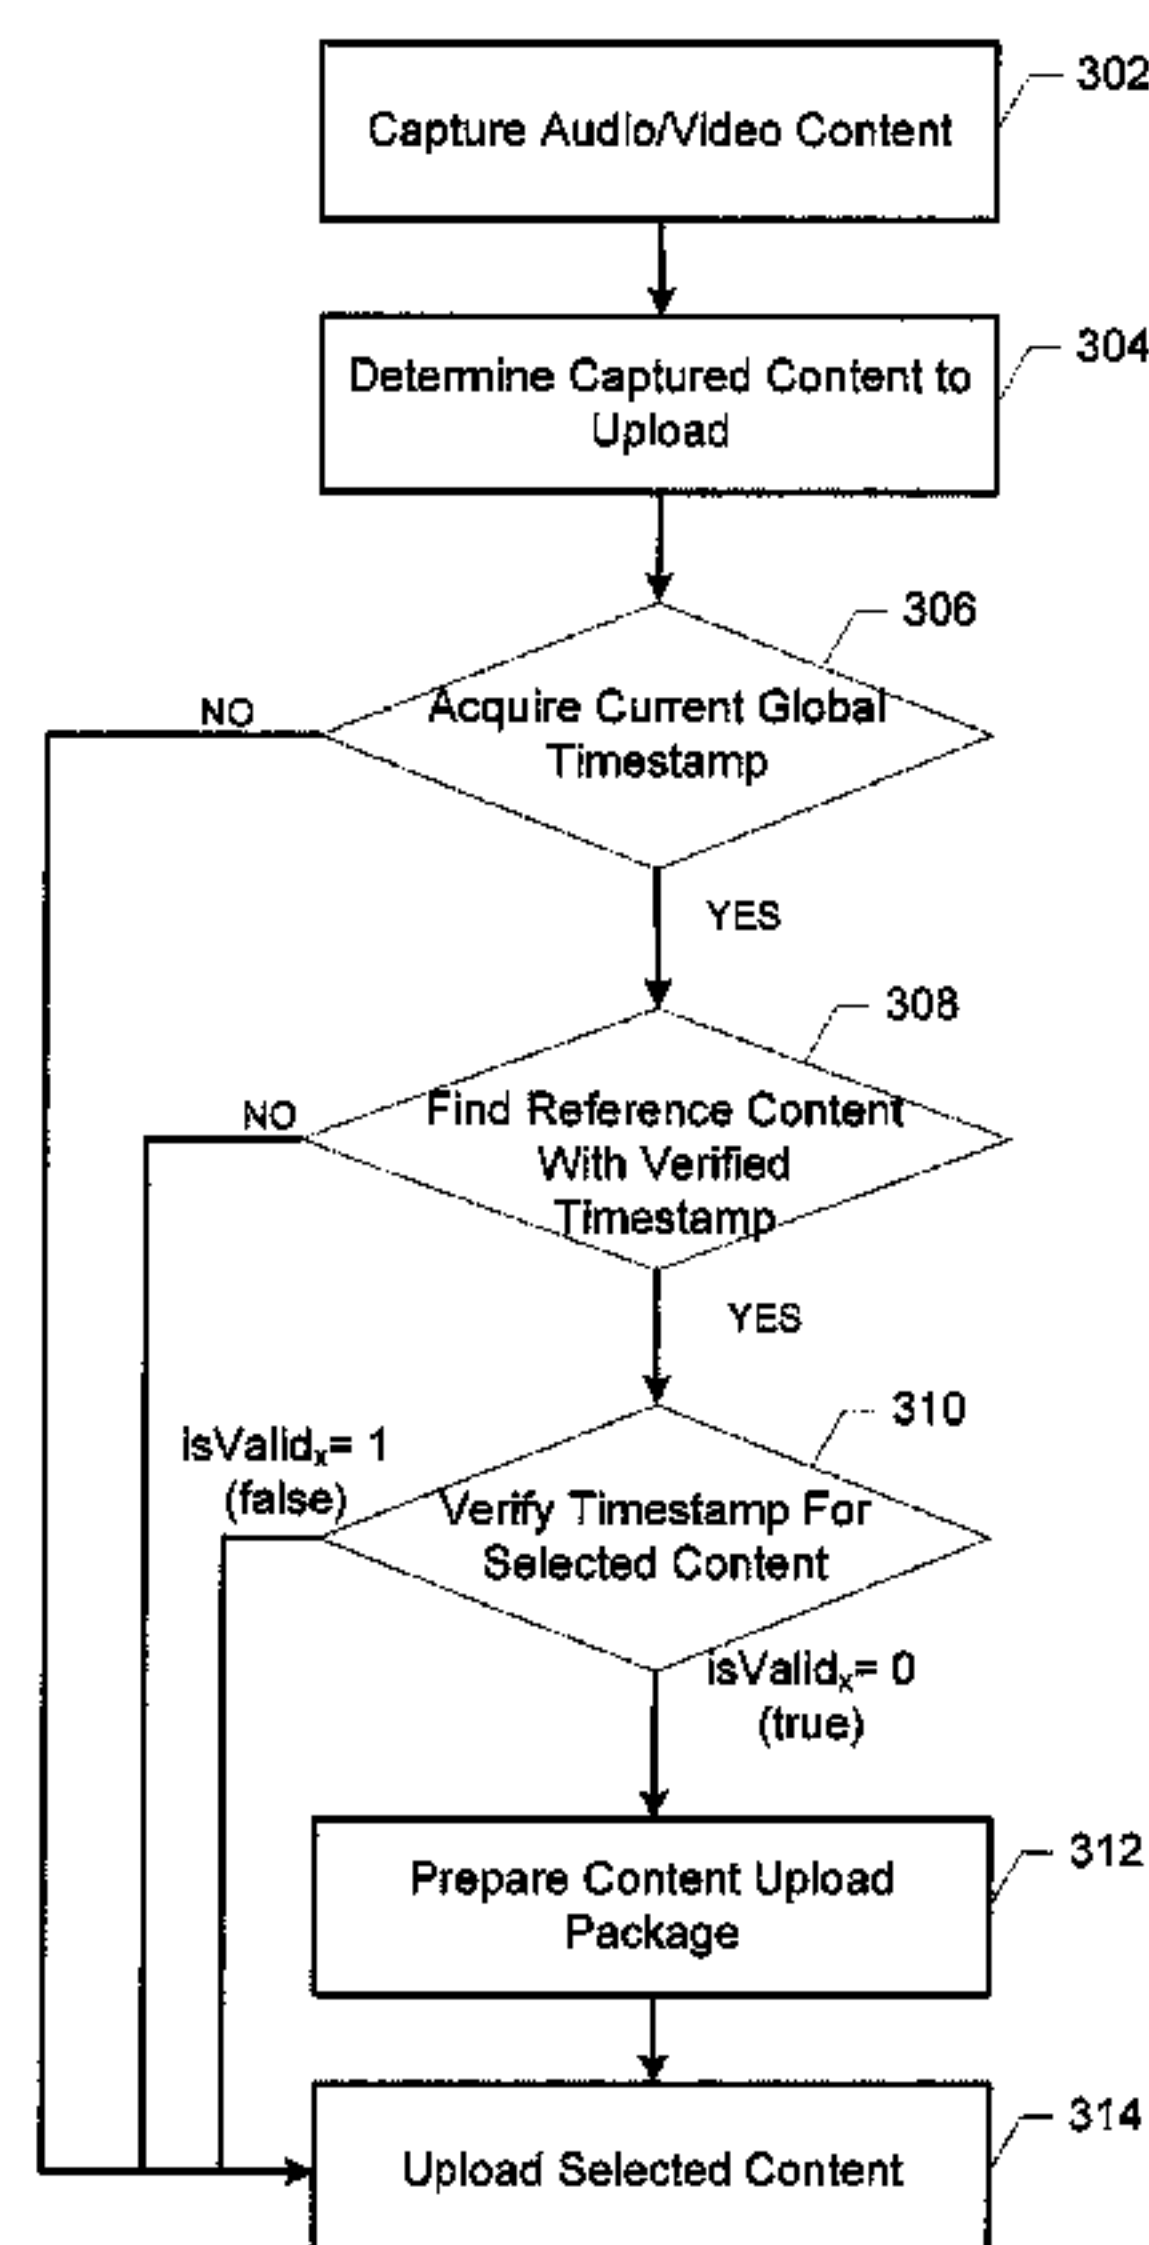 302
Capture Audio/Video Content
304
Determine Captured Content to
Upload
306
NO
Acquire Current Global
Timestamp
YES
308
NO
Find Reference Content
With Verified
Timestamp
YES
310
isValidx= 1
(false)
Verify Timestamp For
Selected Content
isValidx= 0
(true)
312
Prepare Content Upload
Package
314
Upload Selected Content